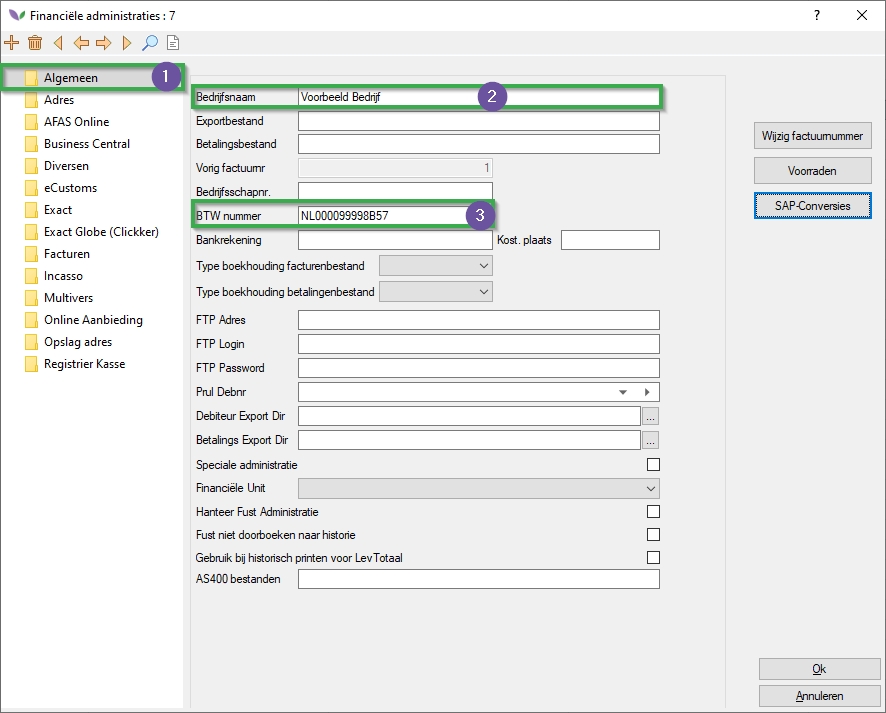 Financiële administraties : 7
?
Algemeen
1
Adres
AFAS Online
Business Central
Diversen
eCustoms
Exact
Exact Globe (Clickker)
Facturen
Incasso
Multivers
Online Aanbieding
Opslag adres
Registrier Kasse
Bedrijfsnaam Voorbeeld Bedrijf 2
Exportbestand
Betalingsbestand
Vorig factuurnr 1
Bedrijfsschapnr.
BTW nummer NL000099998B57 3
Bankrekening Kost. plaats
Type boekhouding facturenbestand
Type boekhouding betalingenbestand
FTP Adres
FTP Login
FTP Password
Prul Debnr
Debiteur Export Dir ...
Betalings Export Dir ...
Speciale administratie
Financiële Unit
Hanteer Fust Administratie
Fust niet doorboeken naar historie
Gebruik bij historisch printen voor LevTotaal
AS400 bestanden
Wijzig factuurnummer
Voorraden
SAP-Conversies
Ok
Annuleren